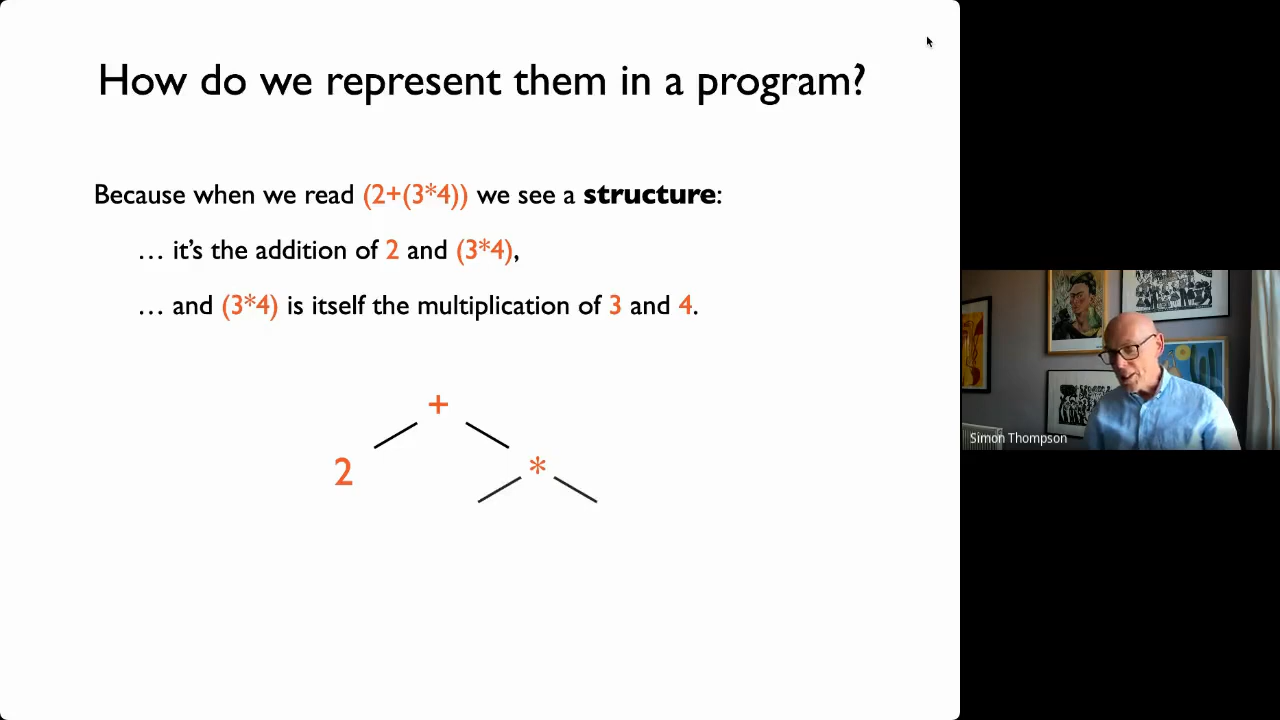 How do we represent them in a program?
Because when we read (2+(3*4)) we see a structure:
… it’s the addition of 2 and (3*4),
… and (3*4) is itself the multiplication of 3 and 4.
+
2
*
Simon Thompson